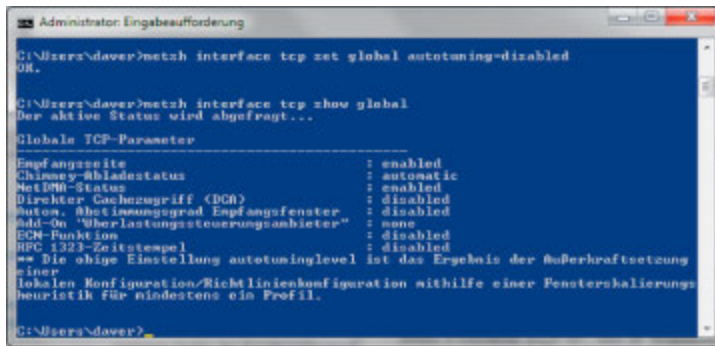 Administrator: Eingabeaufforderung
C:\Users\daver>netsh interface tcp set global autotuning=disabled
OK.
C:\Users\daver>netsh interface tcp show global
Der aktive Status wird abgefragt...
Globale TCP-Parameter
----------------------------------------------
Empfangsseite : enabled
Chimney-Abladestatus : automatic
NetDMA-Status : enabled
Direkter Cachezugriff (DCA) : disabled
Autom. Abstimmungsgrad Empfangsfenster : disabled
Add-On "Überlastungssteuerungsanbieter" : none
ECN-Funktion : disabled
RFC 1323-Zeitstempel : disabled
** Die obige Einstellung autotuninglevel ist das Ergebnis der Außerkraftsetzung
einer
lokalen Konfiguration/Richtlinienkonfiguration mithilfe einer Fensterskalierungs
heuristik für mindestens ein Profil.
C:\Users\daver>_